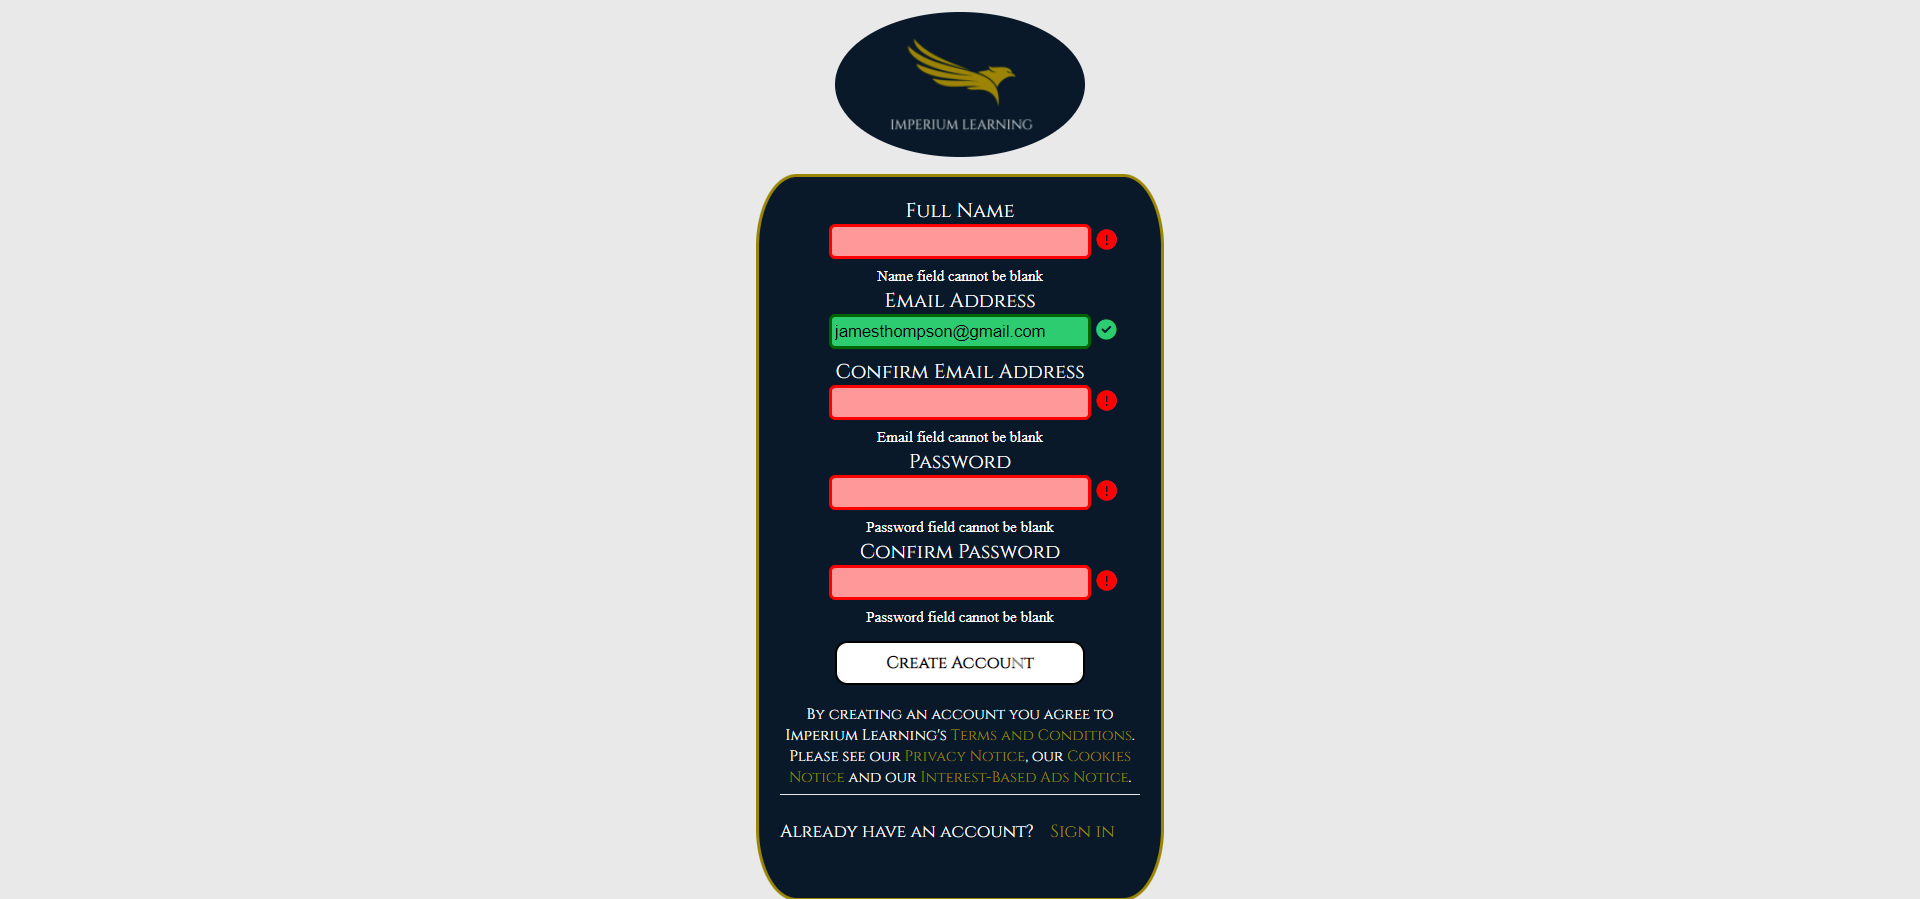 IMPERIUM LEARNING
Full Name
Name field cannot be blank
Email Address
jamesthompson@gmail.com
Confirm Email Address
Email field cannot be blank
Password
Password field cannot be blank
Confirm Password
Password field cannot be blank
Create Account
By creating an account you agree to
Imperium Learning's Terms and Conditions.
Please see our Privacy Notice, our Cookies
Notice and our Interest-Based Ads Notice.
Already have an account? Sign in